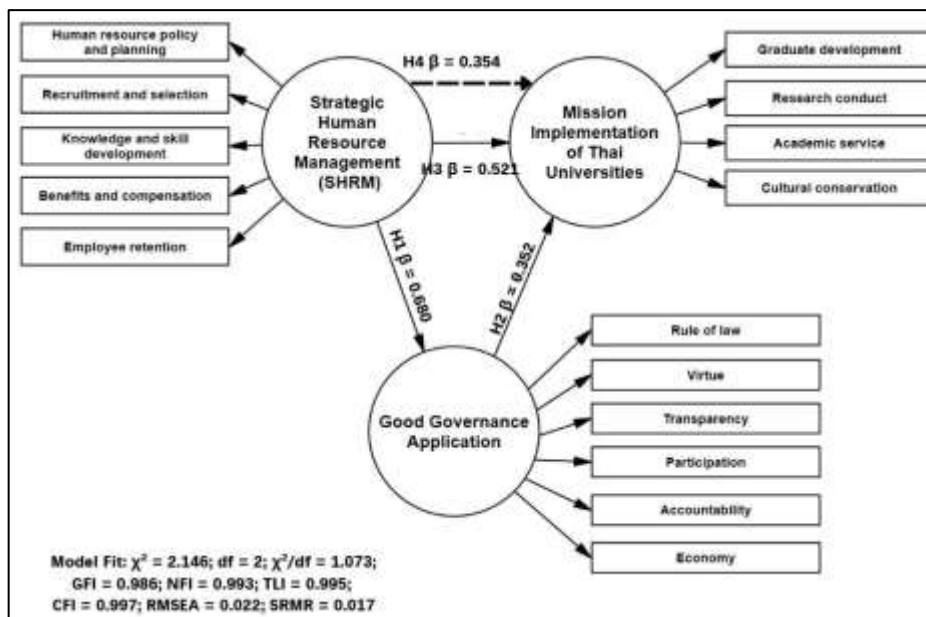 Human resource policy
and planning
Recruitment and selection
Knowledge and skill
development
Benefits and compensation
Employee retention
Strategic
Human
Resource
Management
(SHRM)
H4 β = 0.354
H3 β = 0.521
Mission
Implementation
of Thai
Universities
Graduate development
Research conduct
Academic service
Cultural conservation
H1 β = 0.680
H2 β = 0.352
Good Governance
Application
Rule of law
Virtue
Transparency
Participation
Accountability
Economy
Model Fit: χ² = 2.146; df = 2; χ²/df = 1.073;
GFI = 0.986; NFI = 0.993; TLI = 0.995;
CFI = 0.997; RMSEA = 0.022; SRMR = 0.017